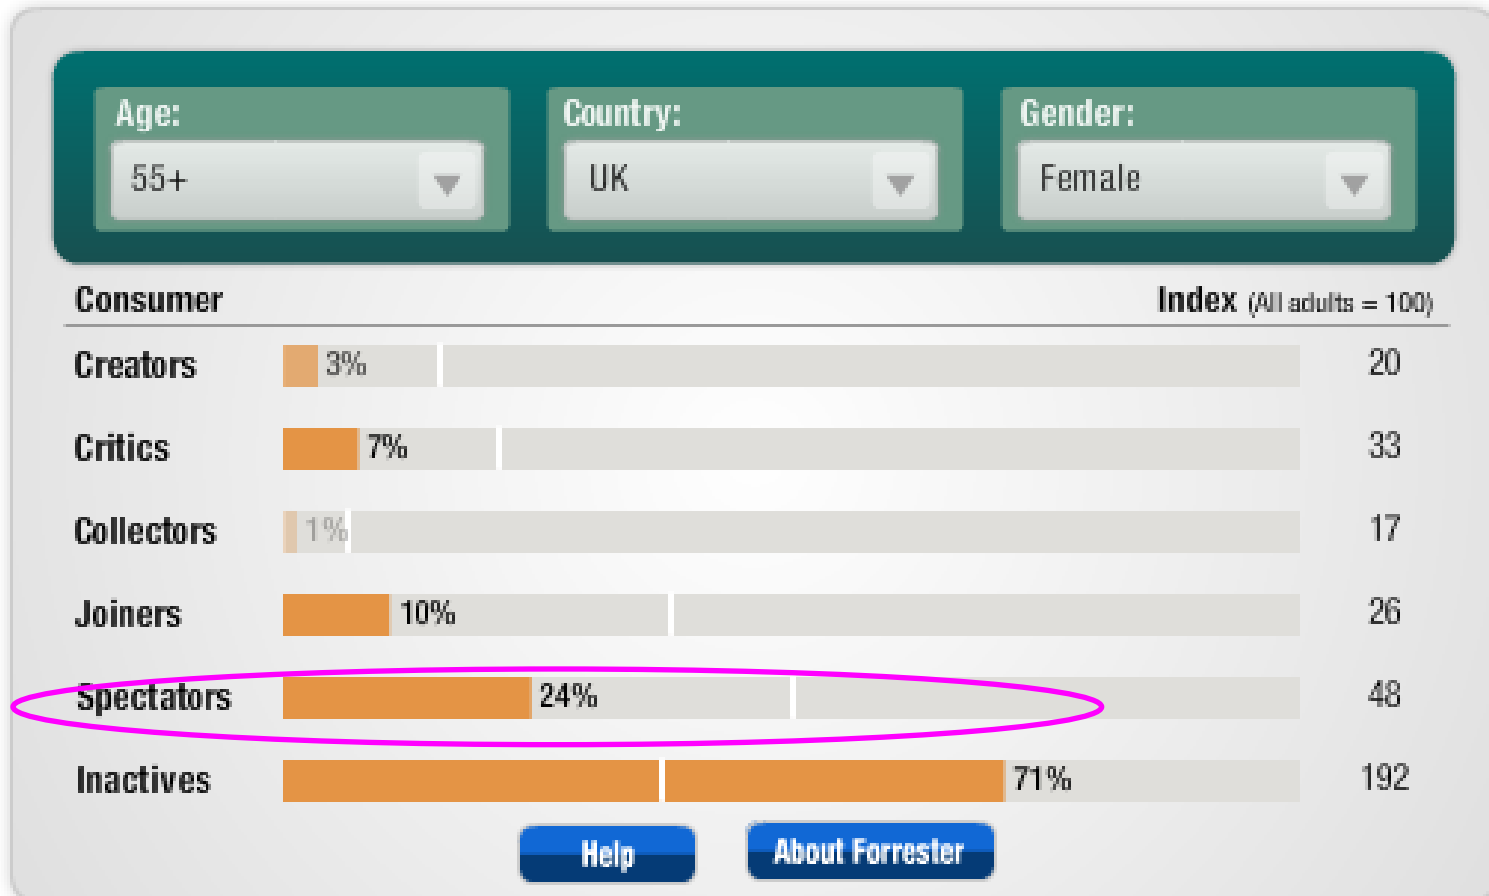 Age: Country: Gender:
55+ UK Female
Consumer Index (All adults = 100)
Creators 3% 20
Critics 7% 33
Collectors 1% 17
Joiners 10% 26
Spectators 24% 48
Inactives 71% 192
Help About Forrester